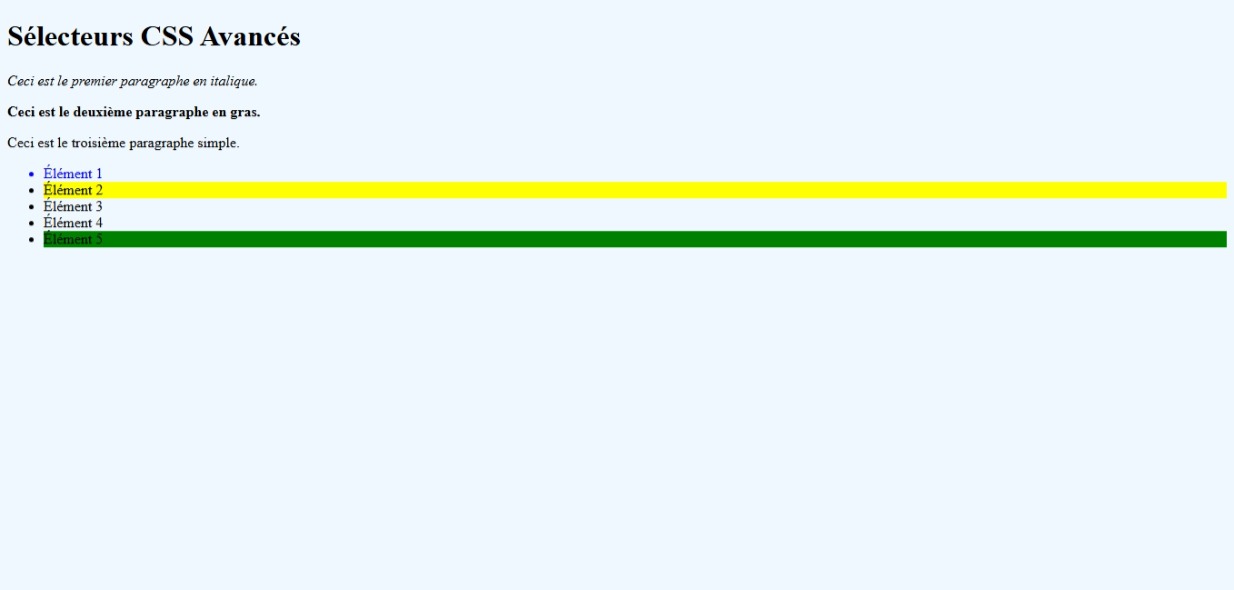 Sélecteurs CSS Avancés
Ceci est le premier paragraphe en italique.
Ceci est le deuxième paragraphe en gras.
Ceci est le troisième paragraphe simple.
Élément 1
Élément 2
Élément 3
Élément 4
Élément 5